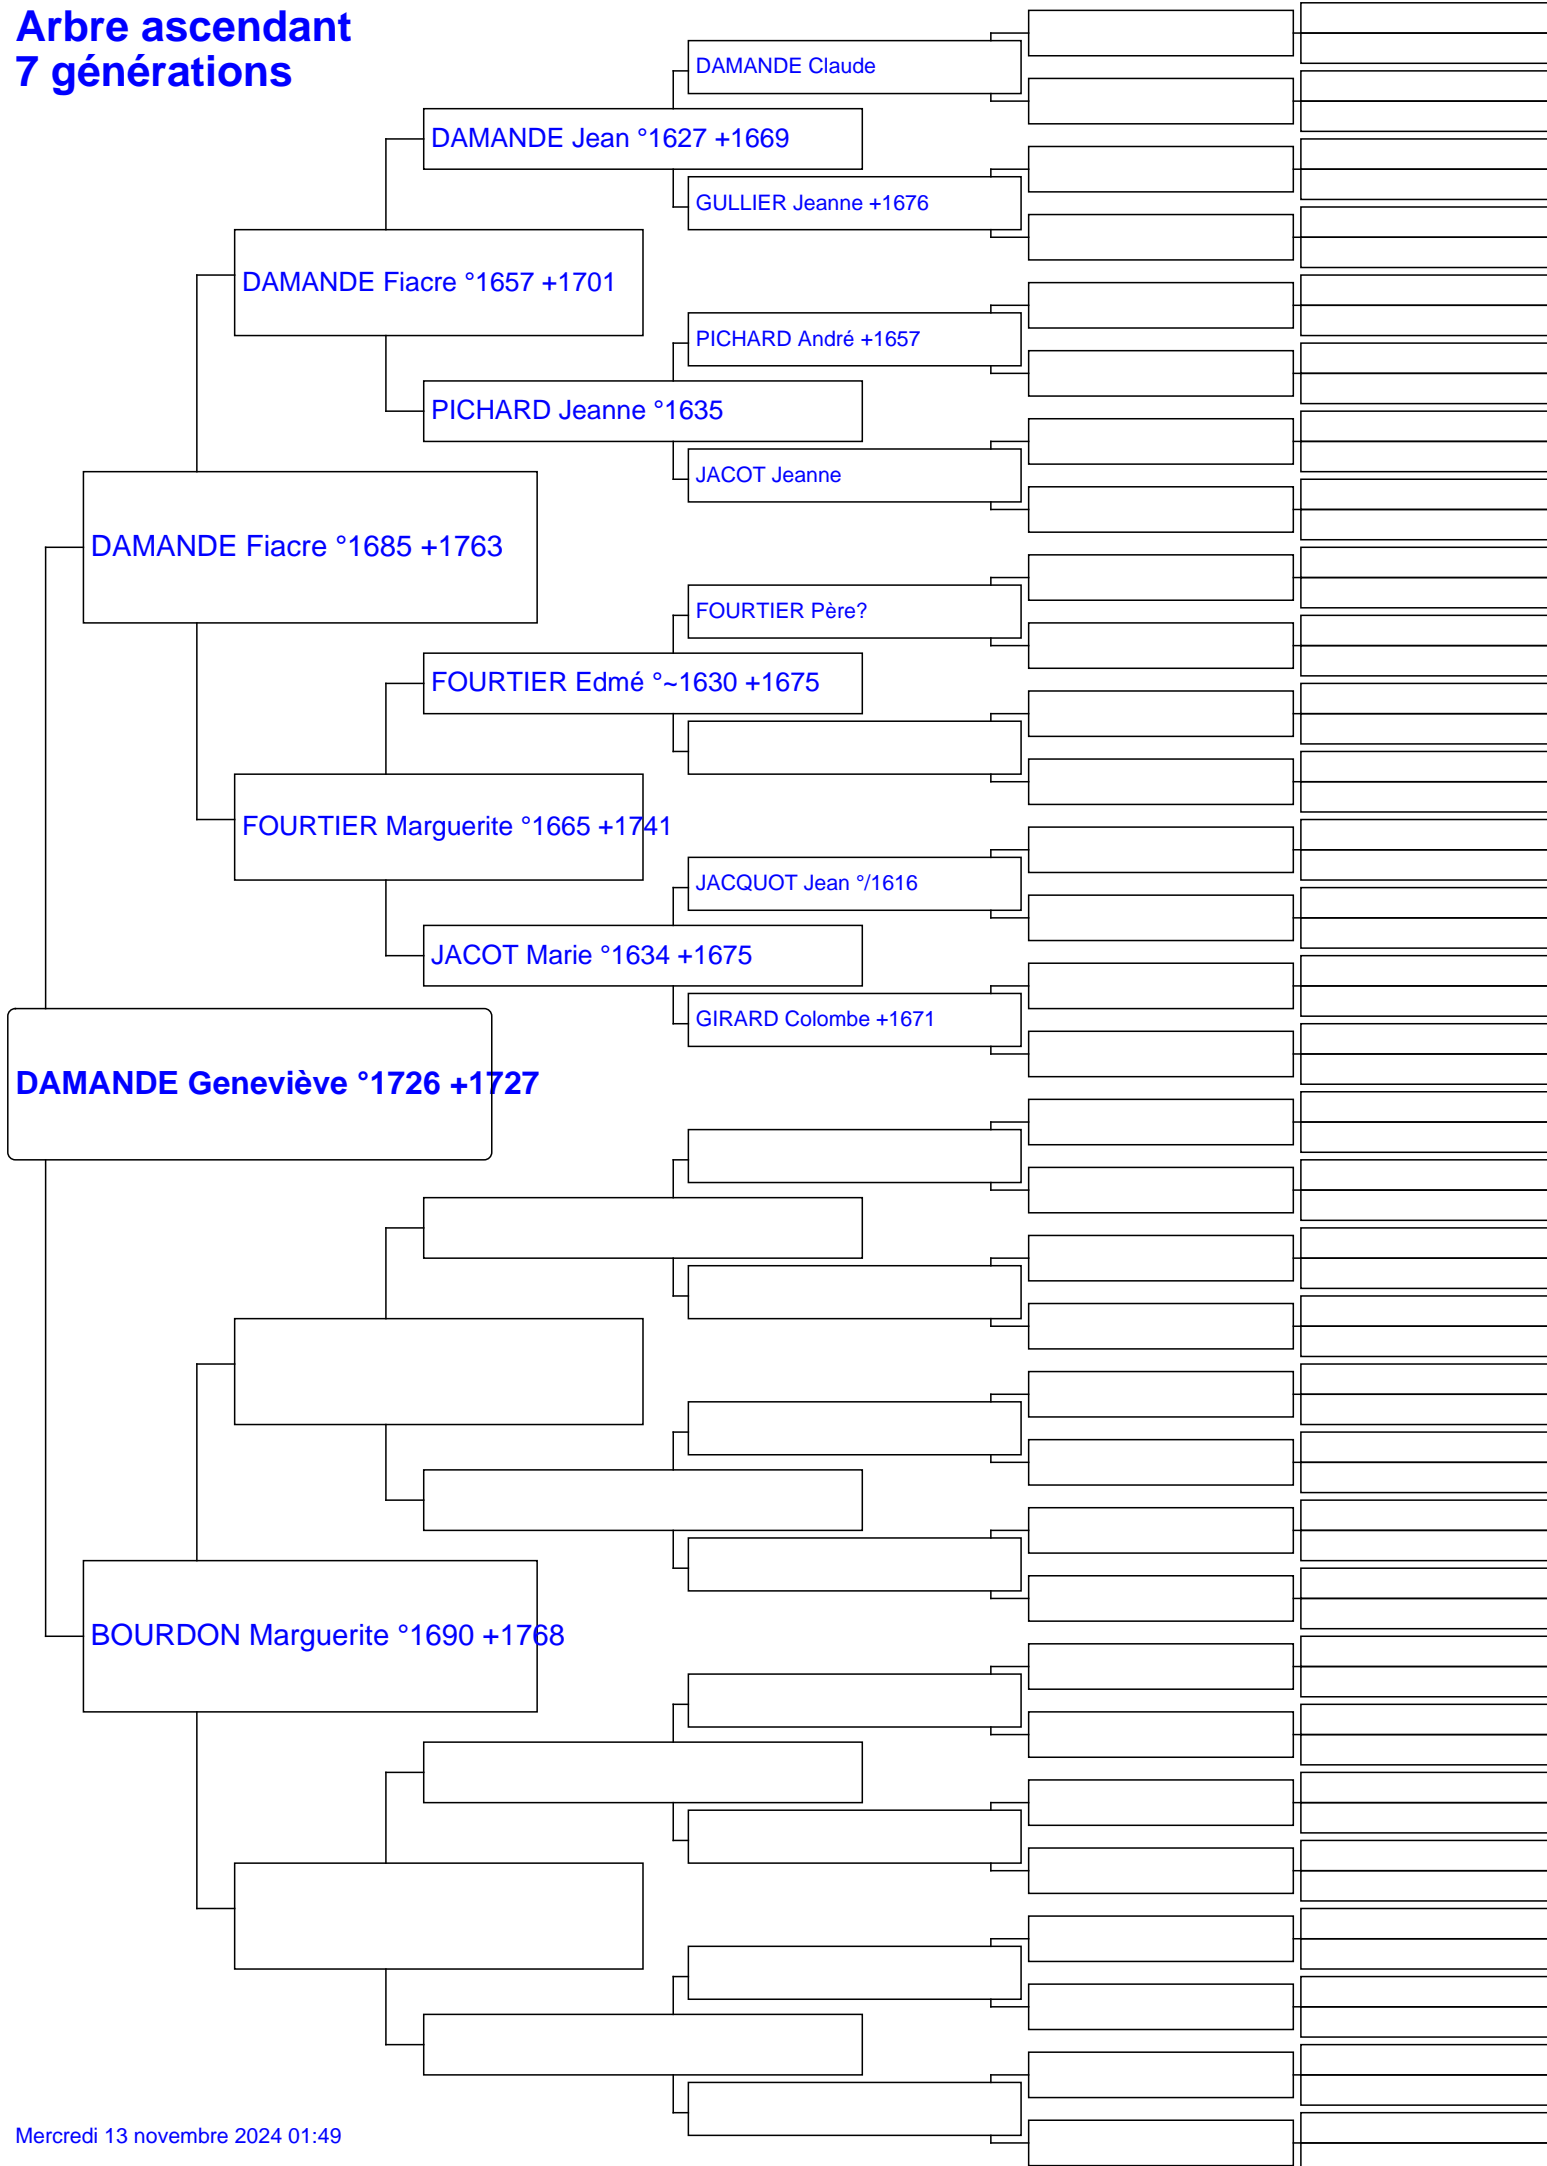 Arbre ascendant
7 générations
DAMANDE Claude
DAMANDE Jean °1627 +1669
GULLIER Jeanne +1676
DAMANDE Fiacre °1657 +1701
PICHARD André +1657
PICHARD Jeanne °1635
JACOT Jeanne
DAMANDE Fiacre °1685 +1763
FOURTIER Père?
FOURTIER Edmé °~1630 +1675
FOURTIER Marguerite °1665 +1741
JACQUOT Jean °/1616
JACOT Marie °1634 +1675
GIRARD Colombe +1671
DAMANDE Geneviève °1726 +1727
BOURDON Marguerite °1690 +1768
Mercredi 13 novembre 2024 01:49